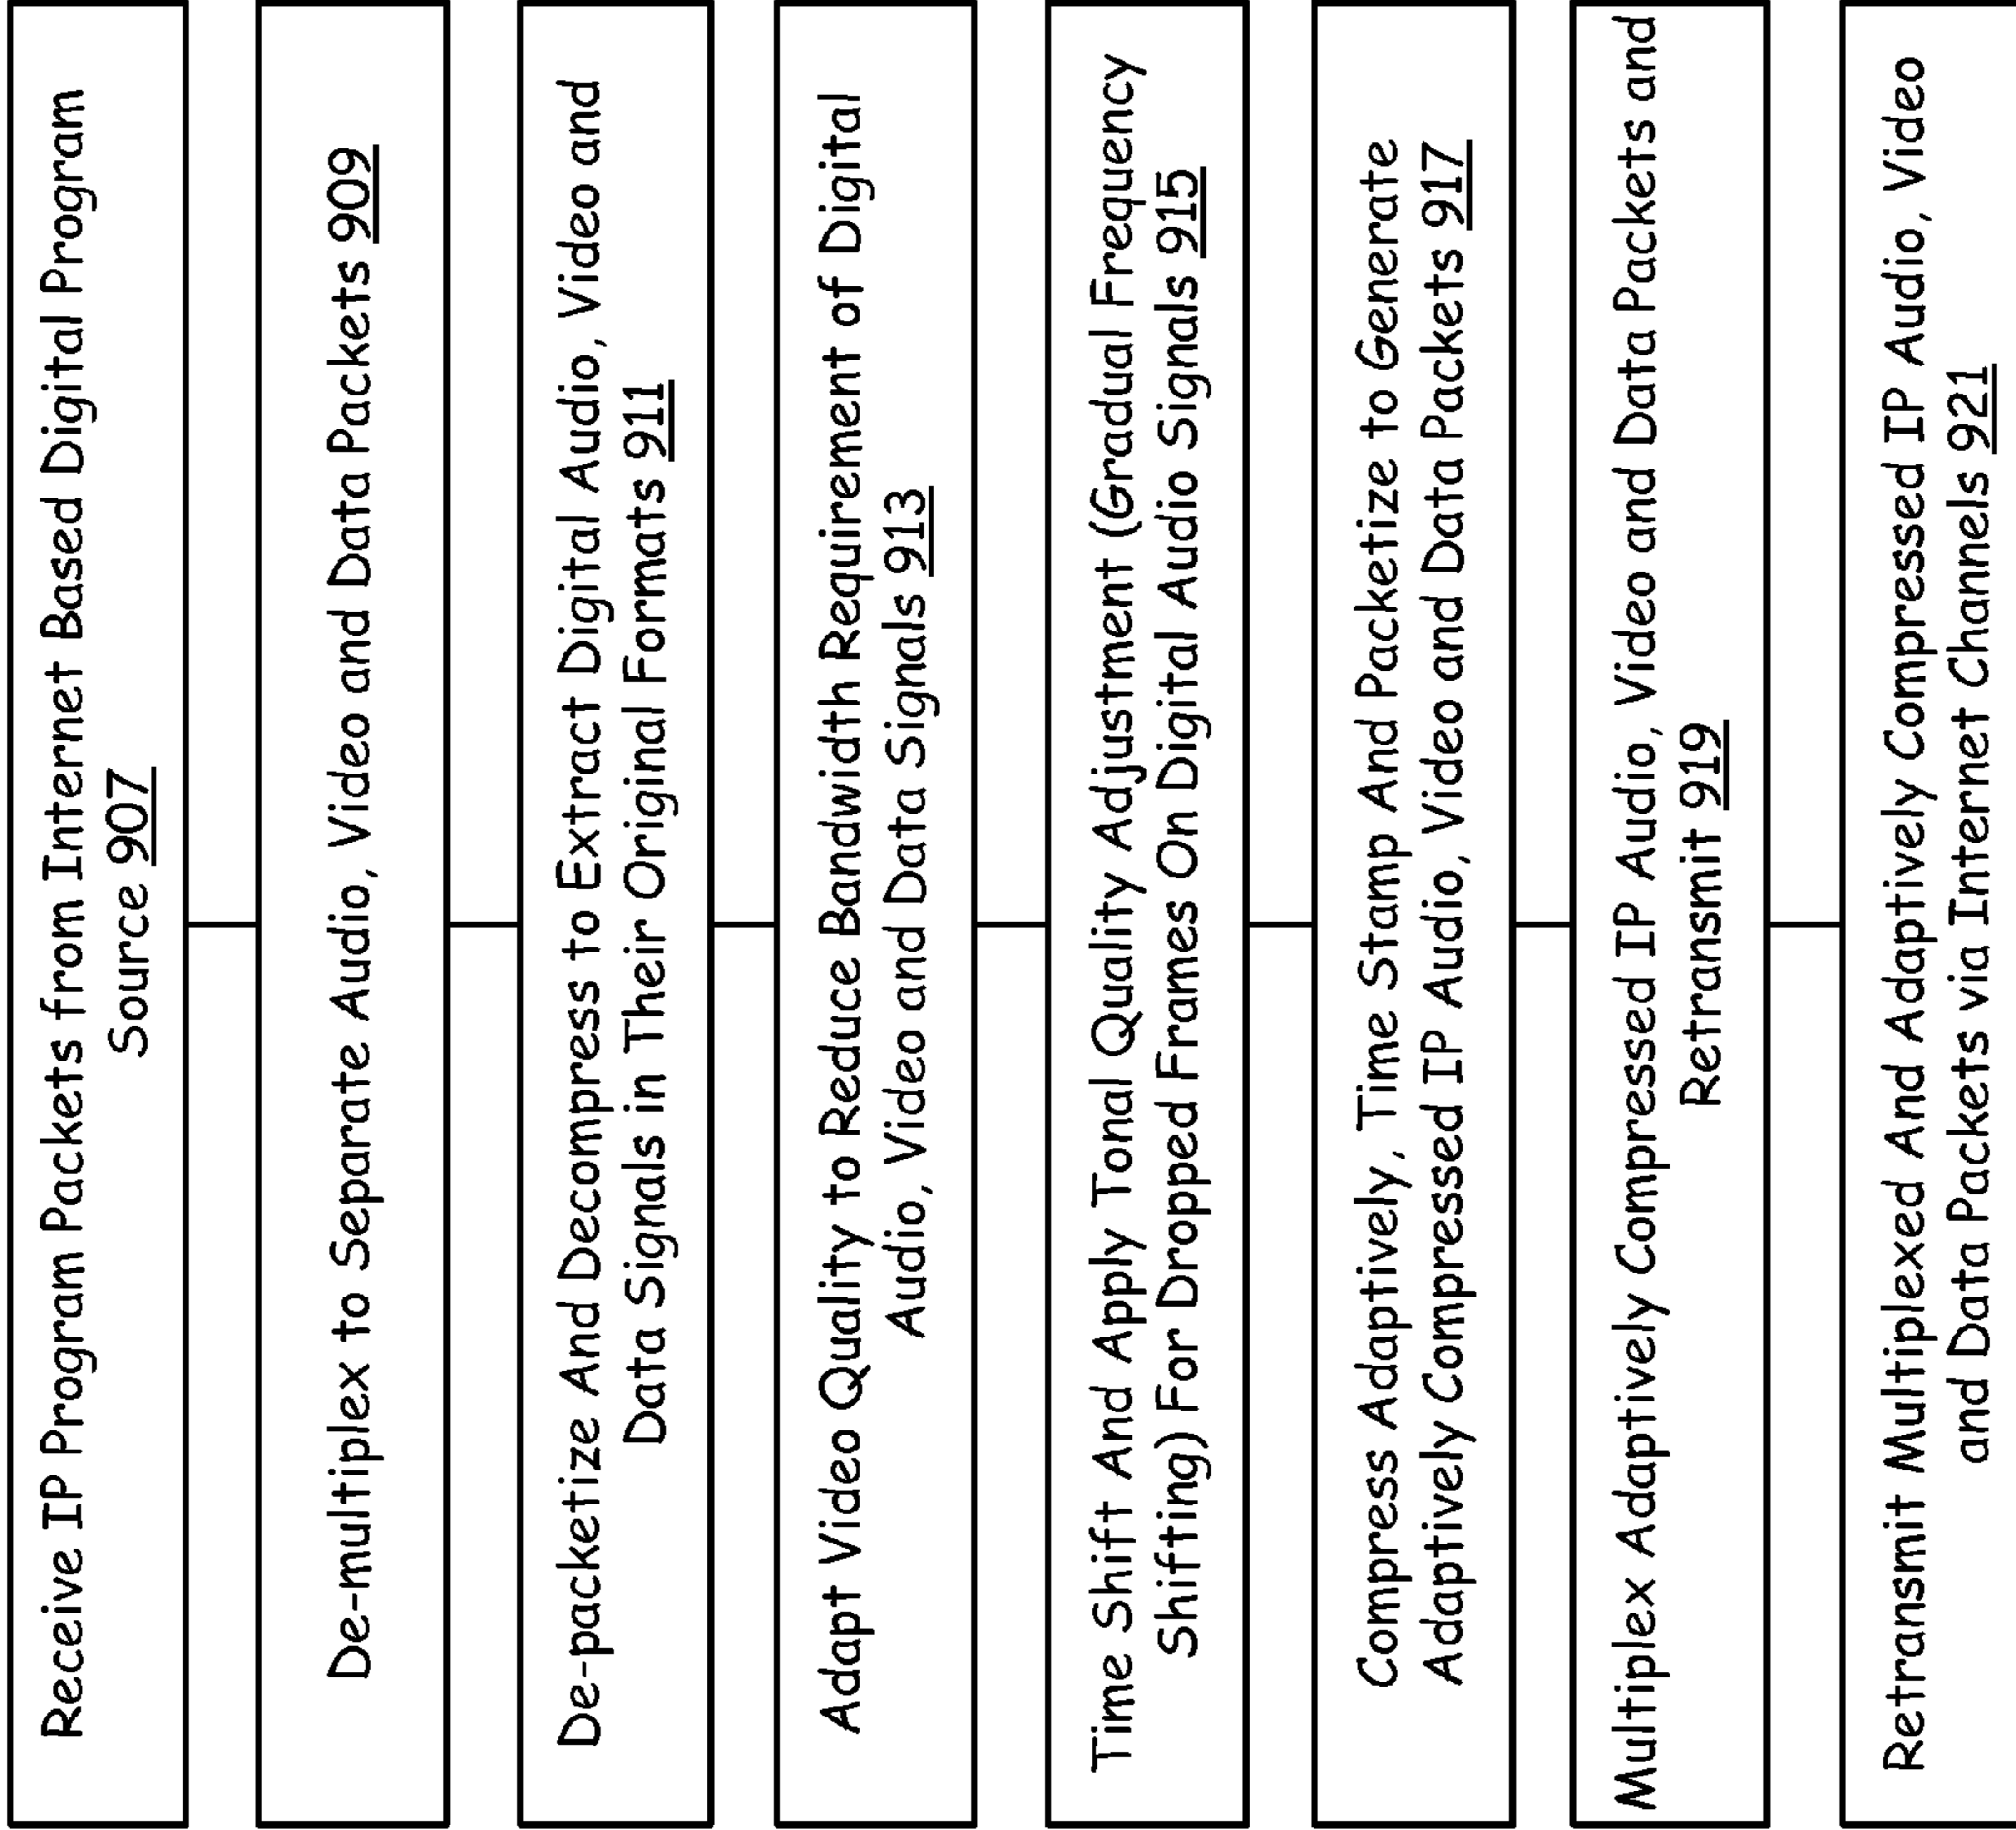 Receive IP Program Packets from Internet Based Digital Program
Source 907
De-multiplex to Separate Audio, Video and Data Packets 909
De-packetize And Decompress to Extract Digital Audio, Video and
Data Signals in Their Original Formats 911
Adapt Video Quality to Reduce Bandwidth Requirement of Digital
Audio, Video and Data Signals 913
Time Shift And Apply Tonal Quality Adjustment (Gradual Frequency
Shifting) For Dropped Frames On Digital Audio Signals 915
Compress Adaptively, Time Stamp And Packetize to Generate
Adaptively Compressed IP Audio, Video and Data Packets 917
Multiplex Adaptively Compressed IP Audio, Video and Data Packets and
Retransmit 919
Retransmit Multiplexed And Adaptively Compressed IP Audio, Video
and Data Packets via Internet Channels 921